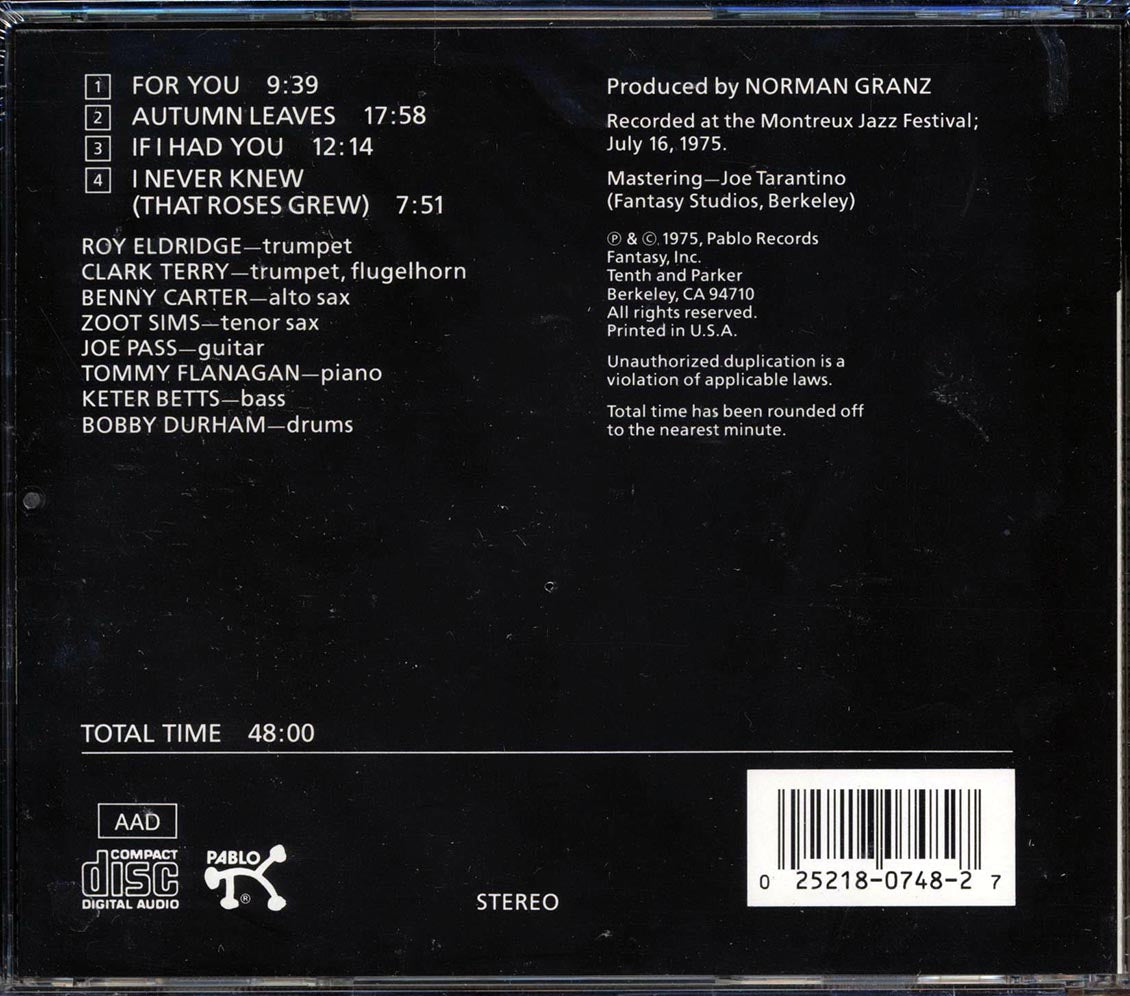 1 FOR YOU 9:39
2 AUTUMN LEAVES 17:58
3 IF I HAD YOU 12:14
4 I NEVER KNEW
(THAT ROSES GREW) 7:51
ROY ELDRIDGE—trumpet
CLARK TERRY—trumpet, flugelhorn
BENNY CARTER—alto sax
ZOOT SIMS—tenor sax
JOE PASS—guitar
TOMMY FLANAGAN—piano
KETER BETTS—bass
BOBBY DURHAM—drums
Produced by NORMAN GRANZ
Recorded at the Montreux Jazz Festival;
July 16, 1975.
Mastering—Joe Tarantino
(Fantasy Studios, Berkeley)
℗ & © 1975, Pablo Records
Fantasy, Inc.
Tenth and Parker
Berkeley, CA 94710
All rights reserved.
Printed in U.S.A.
Unauthorized duplication is a
violation of applicable laws.
Total time has been rounded off
to the nearest minute.
TOTAL TIME 48:00
AAD
COMPACT
disc
DIGITAL AUDIO
PABLO
®
STEREO
0 25218-0748-2 7